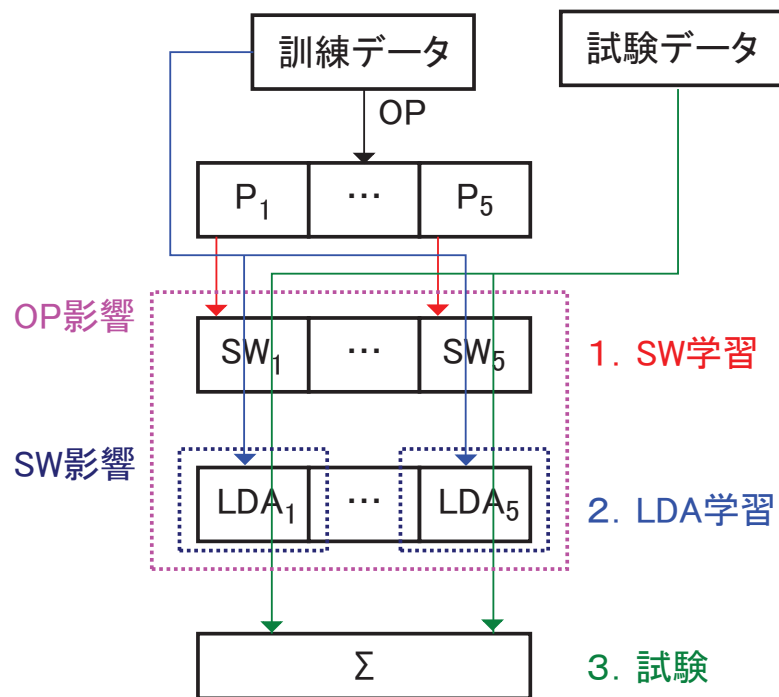 訓練データ
試験データ
OP
P1 … P5
OP影響
SW1 … SW5
1. SW学習
SW影響
LDA1 … LDA5
2. LDA学習
Σ
3. 試験